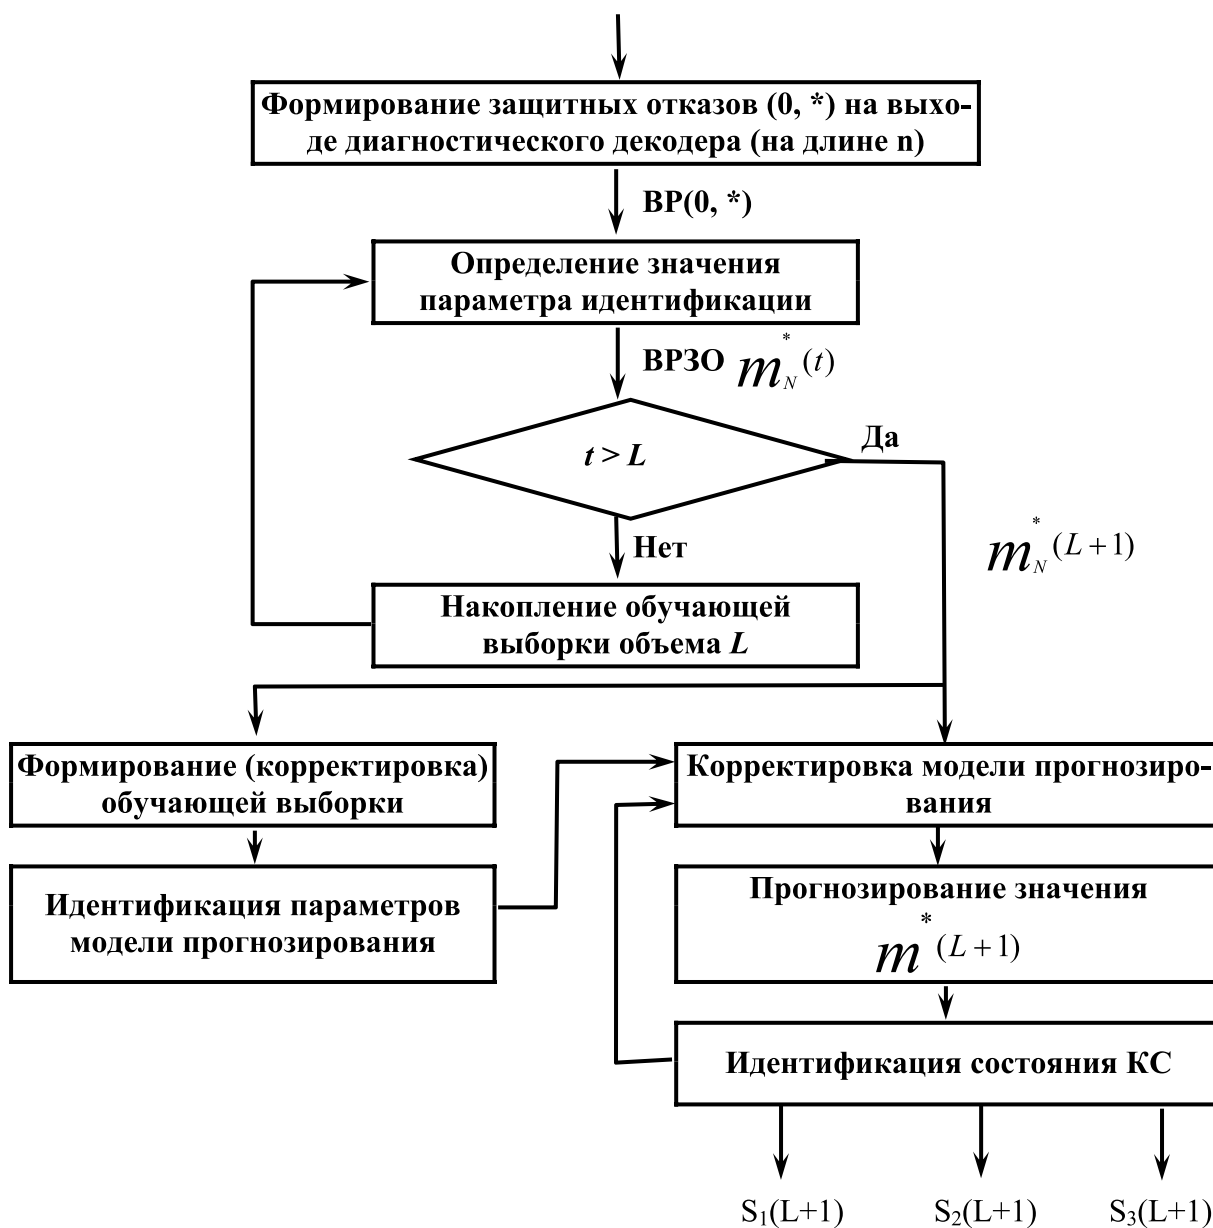 Формирование защитных отказов (0, *) на выхо-
де диагностического декодера (на длине n)
ВР(0, *)
Определение значения
параметра идентификации
ВРЗО m*N(t)
t > L
Да
Нет
m*N(L+1)
Накопление обучающей
выборки объема L
Формирование (корректировка)
обучающей выборки
Корректировка модели прогнозиро-
вания
Идентификация параметров
модели прогнозирования
Прогнозирование значения
m*(L+1)
Идентификация состояния КС
S1(L+1)
S2(L+1)
S3(L+1)